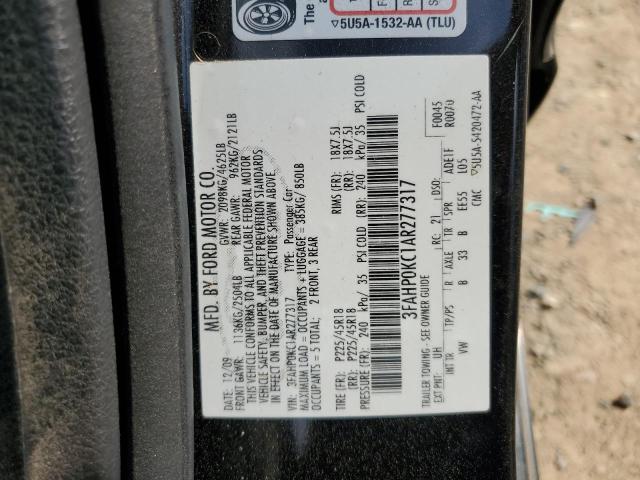 The
▽5U5A-1532-AA (TLU)
MFD. BY FORD MOTOR CO.
DATE: 12/09 GVWR: 2098KG/4625LB
FRONT GAWR: 1136KG/2504LB REAR GAWR: 962KG/2121LB
THIS VEHICLE CONFORMS TO ALL APPLICABLE FEDERAL MOTOR
VEHICLE SAFETY, BUMPER, AND THEFT PREVENTION STANDARDS
IN EFFECT ON THE DATE OF MANUFACTURE SHOWN ABOVE.
VIN: 3FAHP0KC1AR277317 TYPE: Passenger Car
MAXIMUM LOAD = OCCUPANTS + LUGGAGE = 385KG/ 850LB
OCCUPANTS = 5 TOTAL; 2 FRONT, 3 REAR
TIRE (FR): P225/45R18 RIMS (FR): 18X7.5J
(RR): P225/45R18 (RR): 18X7.5J
PRESSURE (FR): 240 kPa/ 35 PSI COLD (RR): 240 kPa/ 35 PSI COLD
3FAHP0KC1AR277317
TRAILER TOWING - SEE OWNER GUIDE
EXT PNT: UH RC: 21 DSO: F0045
R0070
INT TR TP/PS R AXLE TR SPR ADELF
VW B 33 B EE55 L05
CMC ▽5U5A-5420472-AA